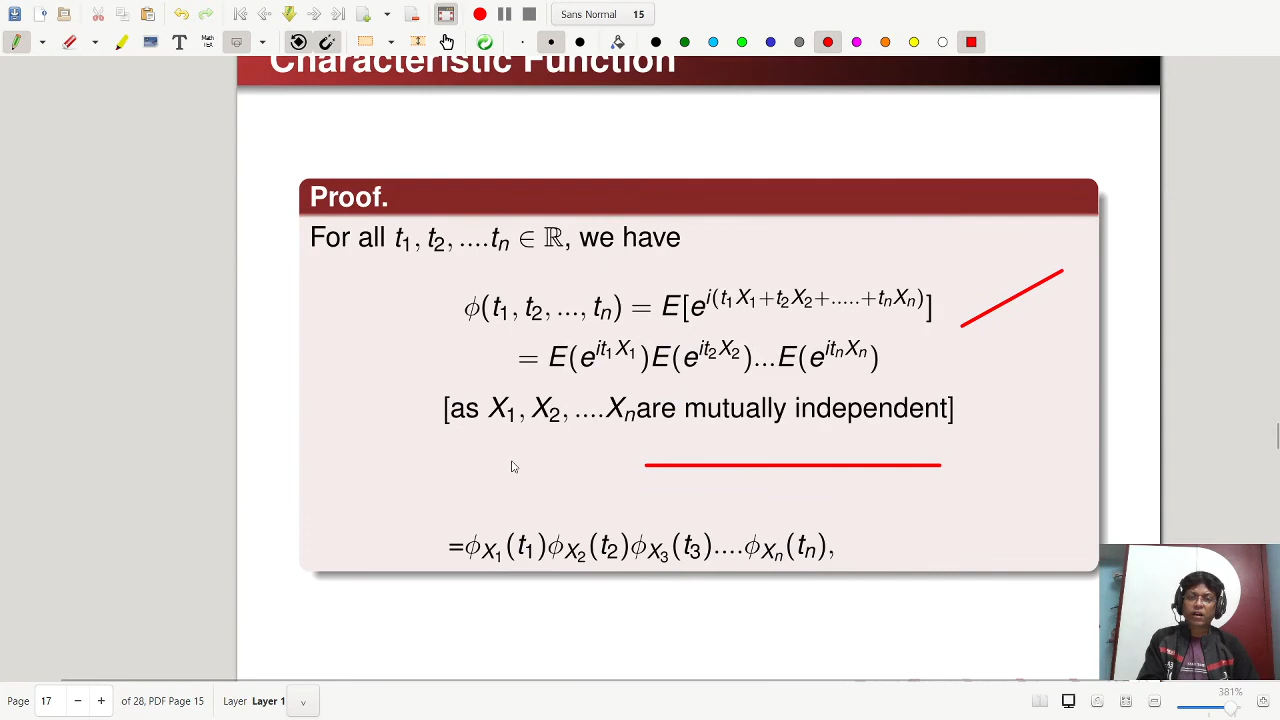 Sans Normal 15
Characteristic Function
Proof.
For all t₁, t₂, ....tₙ ∈ ℝ, we have
ϕ(t₁, t₂, ..., tₙ) = E[e^{i(t₁X₁+t₂X₂+.....+tₙXₙ)}]
= E(e^{it₁X₁})E(e^{it₂X₂})...E(e^{itₙXₙ})
[as X₁, X₂, ....Xₙare mutually independent]
=ϕ_{X₁}(t₁)ϕ_{X₂}(t₂)ϕ_{X₃}(t₃)....ϕ_{Xₙ}(tₙ),
381%
Page 17 of 28, PDF Page 15 Layer Layer 1